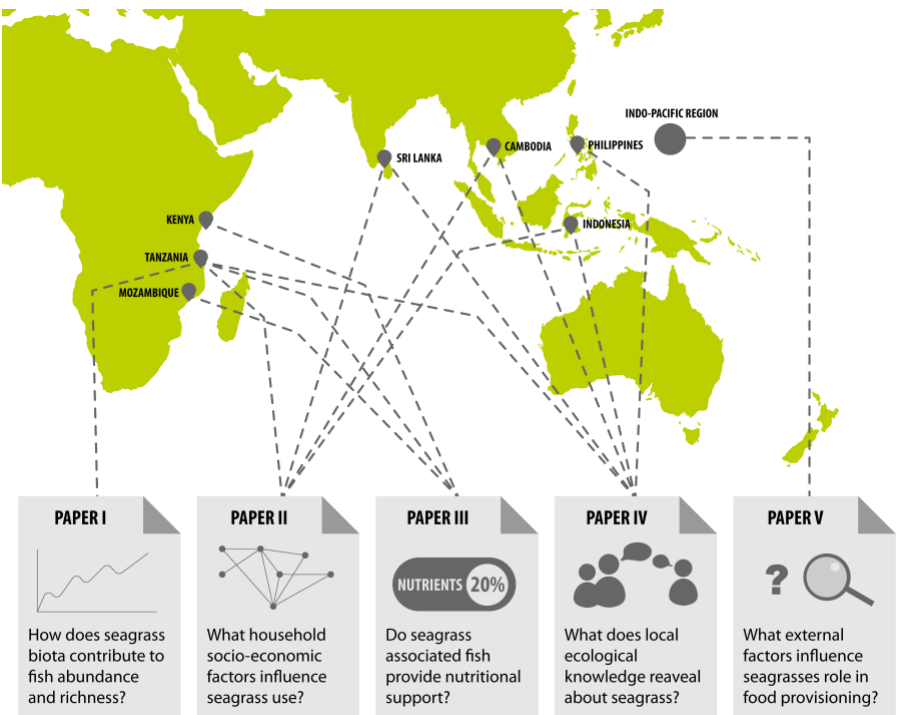 INDO-PACIFIC REGION
SRI LANKA
CAMBODIA
PHILIPPINES
KENYA
INDONESIA
TANZANIA
MOZAMBIQUE
PAPER I
How does seagrass
biota contribute to
fish abundance
and richness?
PAPER II
What household
socio-economic
factors influence
seagrass use?
PAPER III
NUTRIENTS 20%
Do seagrass
associated fish
provide nutritional
support?
PAPER IV
What does local
ecological
knowledge reaveal
about seagrass?
PAPER V
?
What external
factors influence
seagrasses role in
food provisioning?